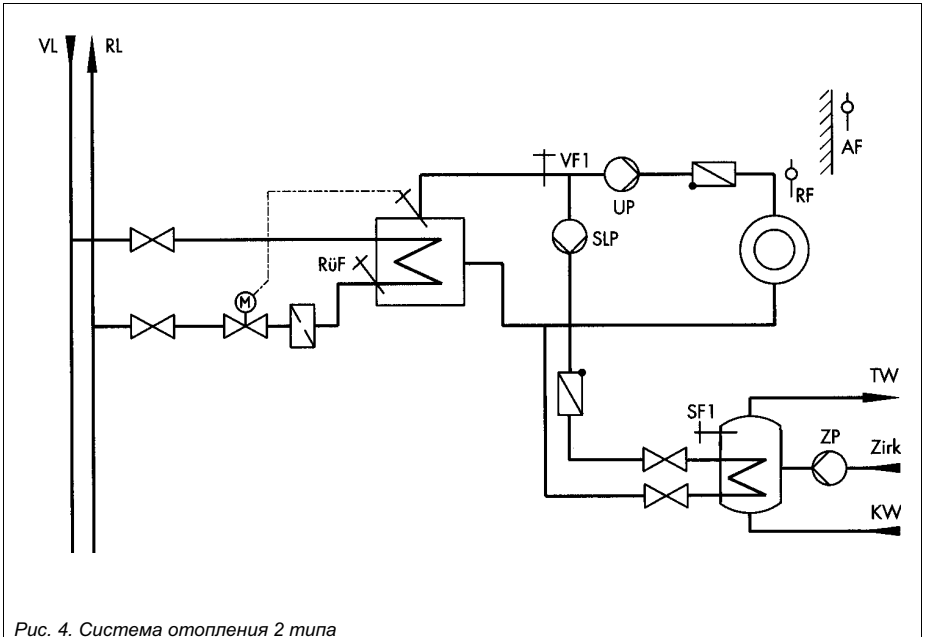 VL RL
AF
VF1
RF
UP
SLP
RüF
M
TW
SF1
ZP
Zirk
KW
Рис. 4. Система отопления 2 типа